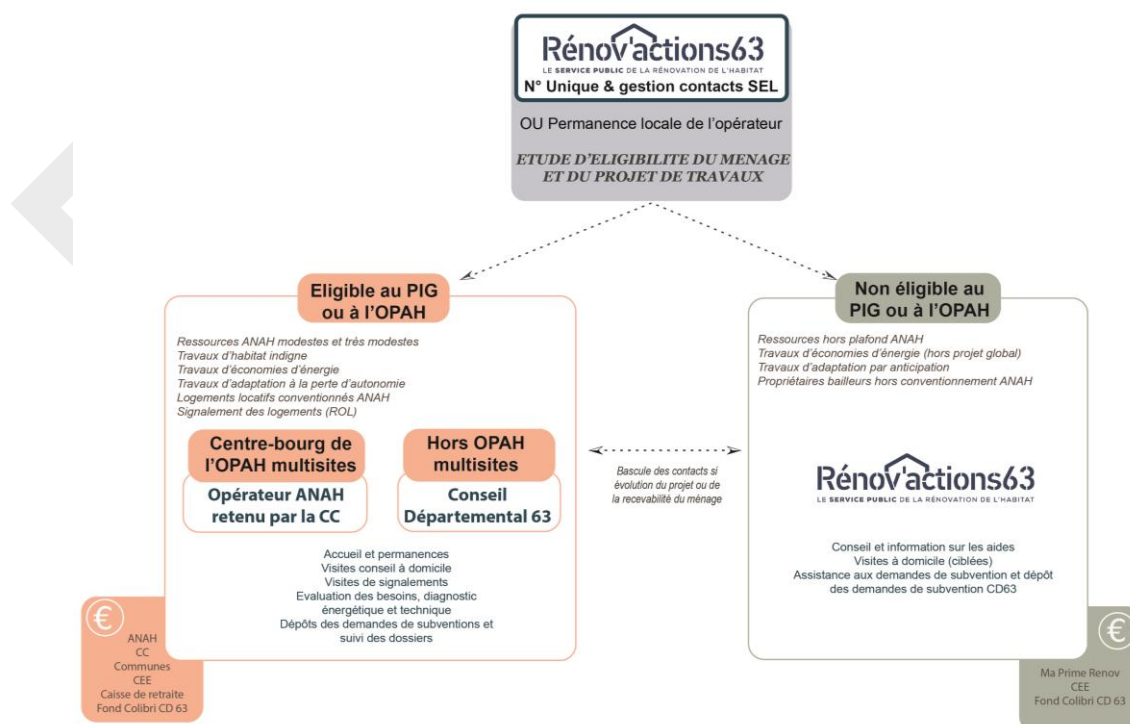 Rénov'actions63
LE SERVICE PUBLIC DE LA RÉNOVATION DE L'HABITAT
N° Unique & gestion contacts SEL
OU Permanence locale de l'opérateur
ETUDE D'ELIGIBILITE DU MENAGE
ET DU PROJET DE TRAVAUX
Eligible au PIG
ou à l'OPAH
Ressources ANAH modestes et très modestes
Travaux d'habitat indigne
Travaux d'économies d'énergie
Travaux d'adaptation à la perte d'autonomie
Logements locatifs conventionnés ANAH
Signalement des logements (ROL)
Centre-bourg de
l'OPAH multisites
Opérateur ANAH
retenu par la CC
Hors OPAH
multisites
Conseil
Départemental 63
Accueil et permanences
Visites conseil à domicile
Visites de signalements
Evaluation des besoins, diagnostic
énergétique et technique
Dépôts des demandes de subventions et
suivi des dossiers
€
ANAH
CC
Communes
CEE
Caisse de retraite
Fond Colibri CD 63
Bascule des contacts si
évolution du projet ou de
la recevabilité du ménage
Non éligible au
PIG ou à l'OPAH
Ressources hors plafond ANAH
Travaux d'économies d'énergie (hors projet global)
Travaux d'adaptation par anticipation
Propriétaires bailleurs hors conventionnement ANAH
Rénov'actions63
LE SERVICE PUBLIC DE LA RÉNOVATION DE L'HABITAT
Conseil et information sur les aides
Visites à domicile (ciblées)
Assistance aux demandes de subvention et dépôt
des demandes de subvention CD63
€
Ma Prime Renov
CEE
Fond Colibri CD 63